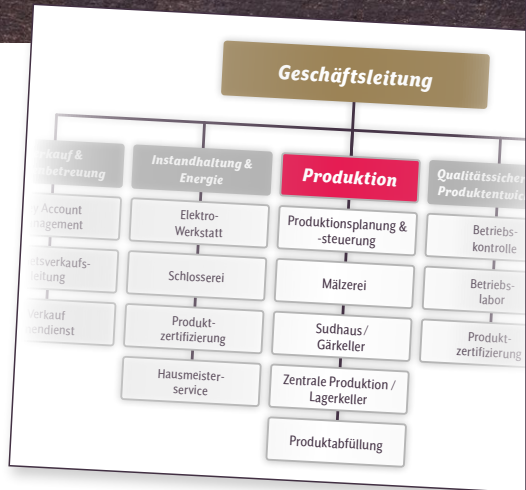 Geschäftsleitung
&
Instandhaltung &
Energie
Elektro-
Werkstatt
Schlosserei
Produkt-
zertifizierung
Hausmeister-
service
Produktion
Produktionsplanung &
-steuerung
Mälzerei
Sudhaus /
Gärkeller
Zentrale Produktion /
Lagerkeller
Produktabfüllung
Betriebs-
kontrolle
Betriebs-
labor
Produkt-
zertifizierung
Account